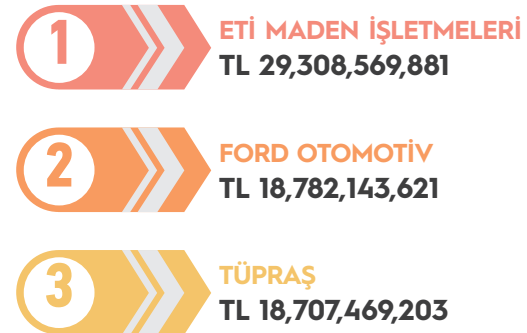 1
ETİ MADEN İŞLETMELERİ
TL 29,308,569,881
2
FORD OTOMOTİV
TL 18,782,143,621
3
TÜPRAŞ
TL 18,707,469,203